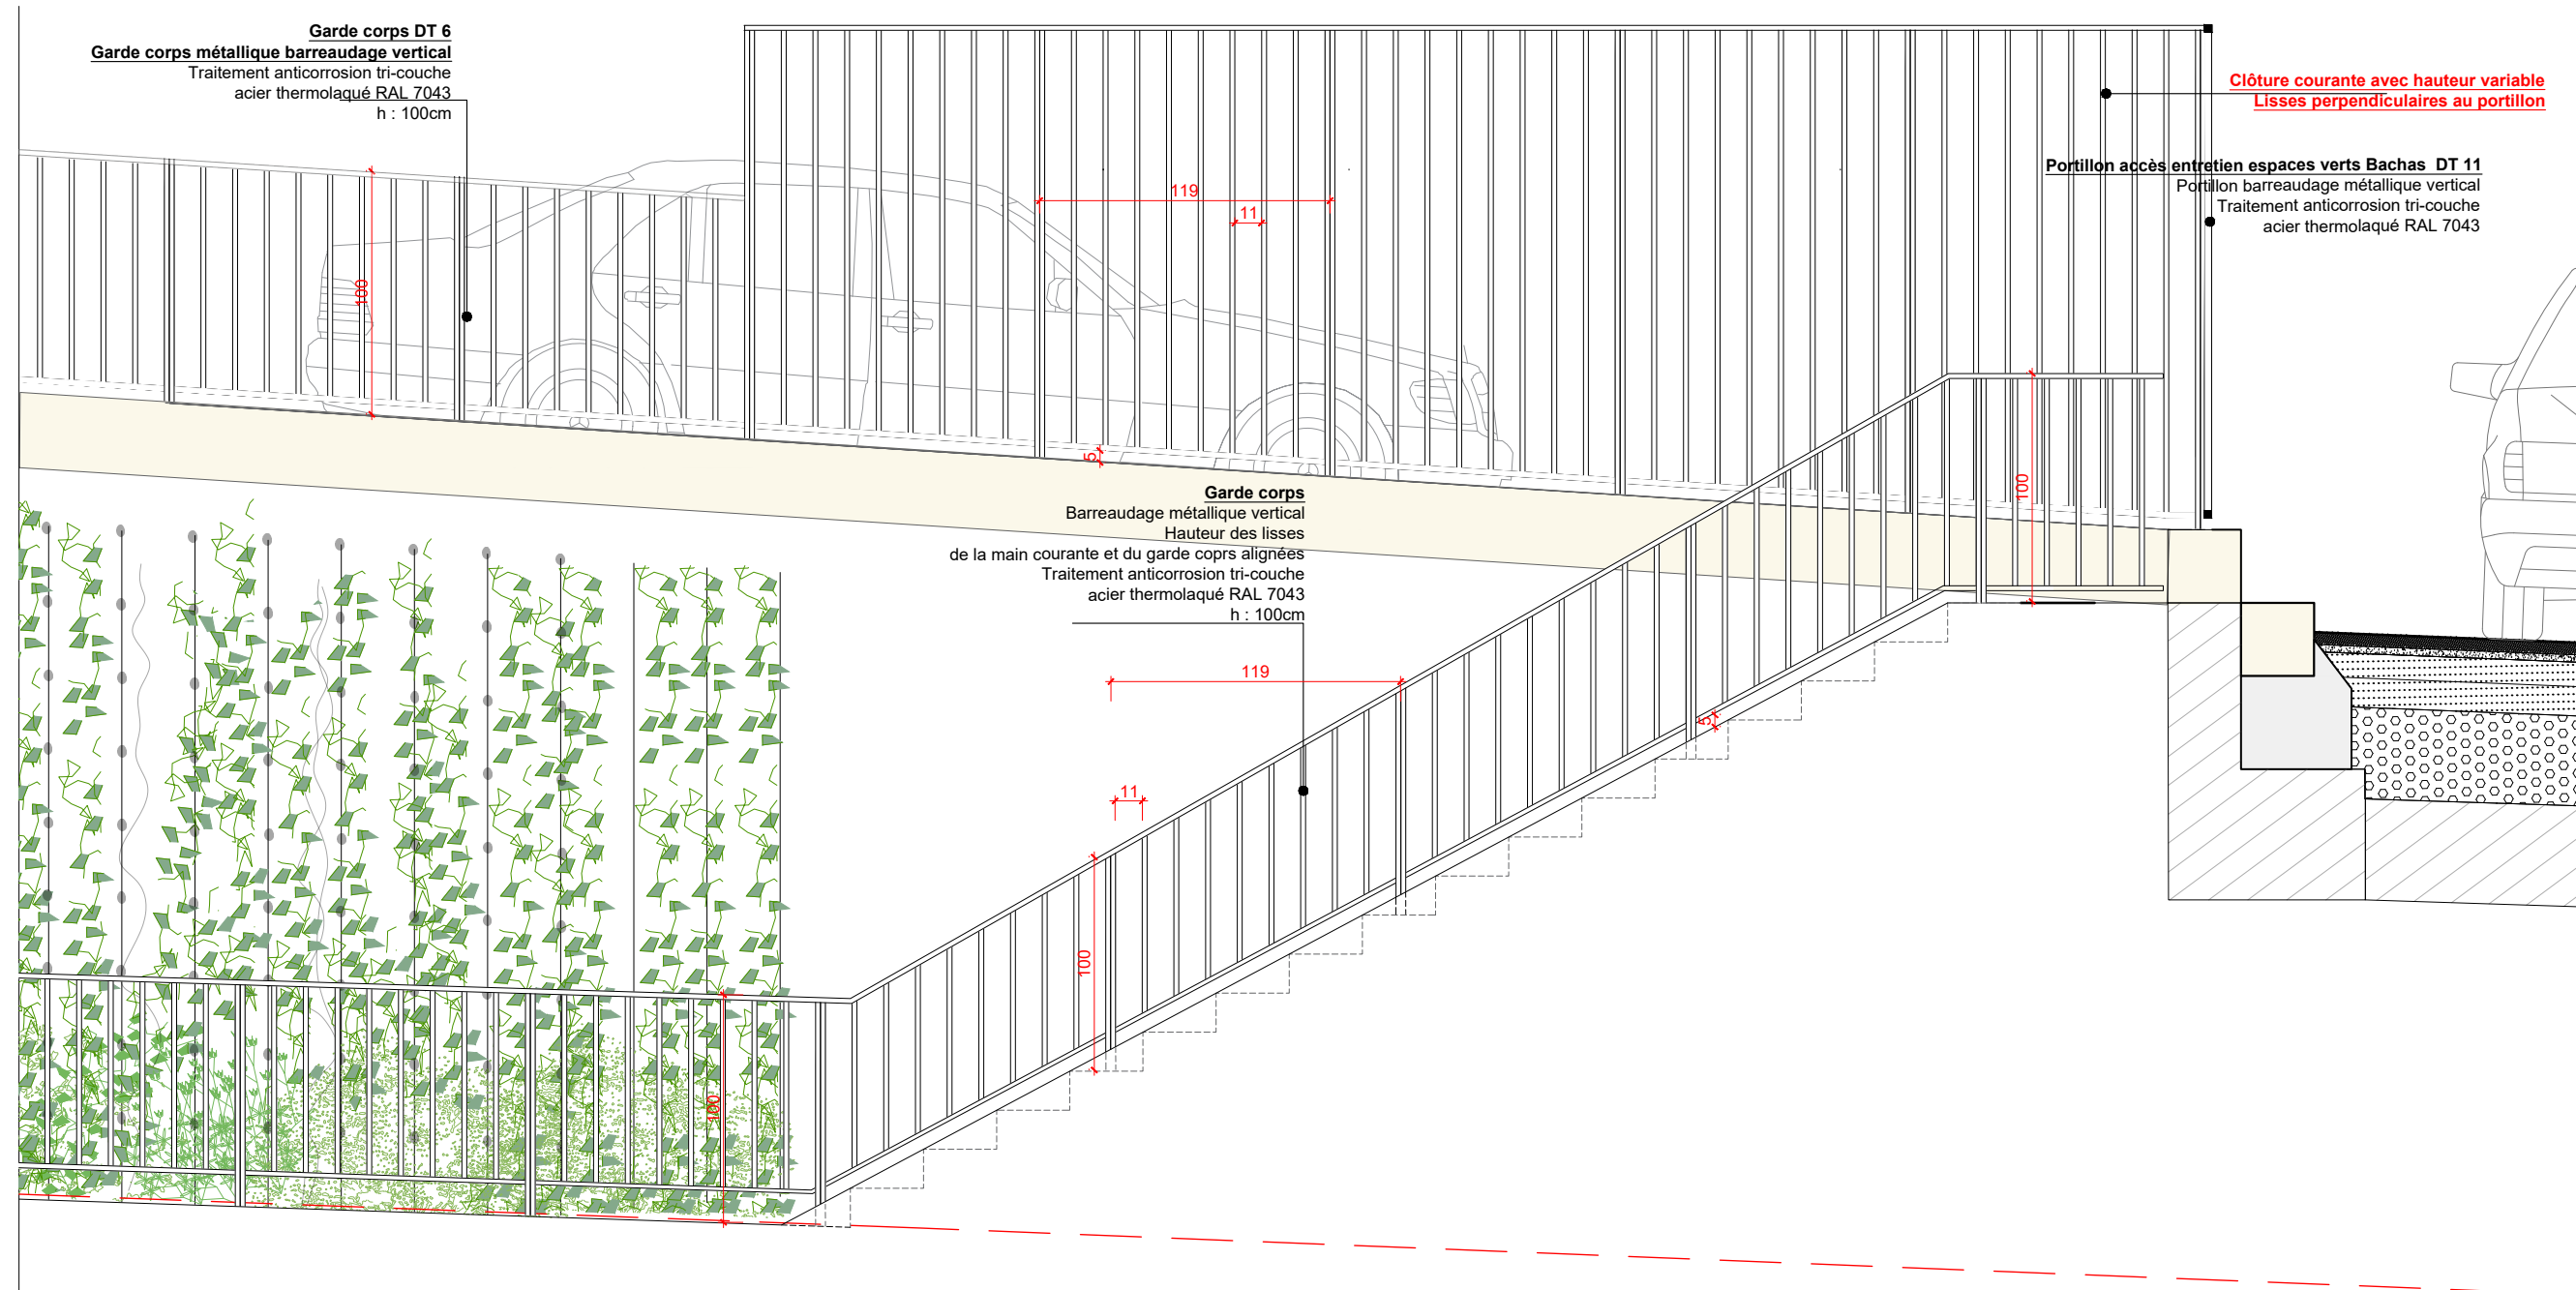 Garde corps DT 6
Garde corps métallique barreaudage vertical
Traitement anticorrosion tri-couche
acier thermolaqué RAL 7043
h : 100cm
Clôture courante avec hauteur variable
Lisses perpendiculaires au portillon
Portillon accès entretien espaces verts Bachas DT 11
Portillon barreaudage métallique vertical
Traitement anticorrosion tri-couche
acier thermolaqué RAL 7043
119
11
100
5
100
Garde corps
Barreaudage métallique vertical
Hauteur des lisses
de la main courante et du garde coprs alignées
Traitement anticorrosion tri-couche
acier thermolaqué RAL 7043
h : 100cm
119
5
11
100
100